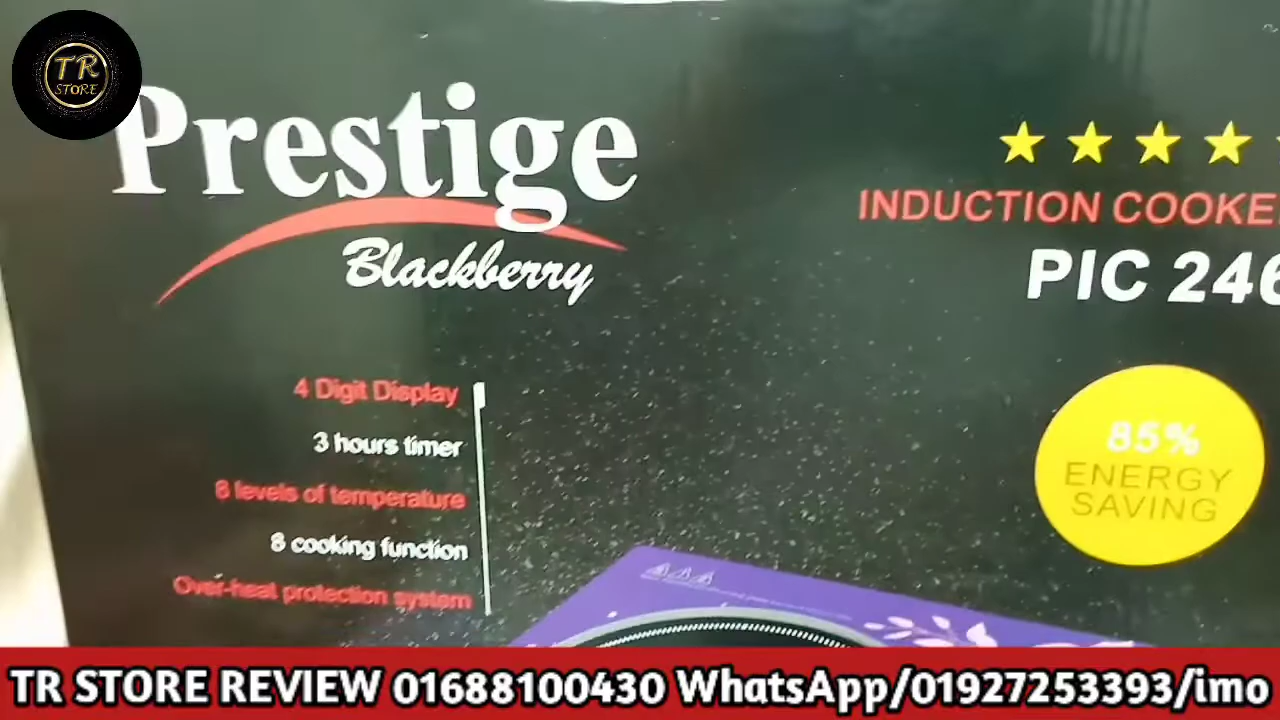 TR
STORE
Prestige
Blackberry
INDUCTION COOKE
PIC 246
4 Digit Display
3 hours timer
8 levels of temperature
8 cooking function
Over-heat protection system
85%
ENERGY
SAVING
TR STORE REVIEW 01688100430 WhatsApp/01927253393/imo